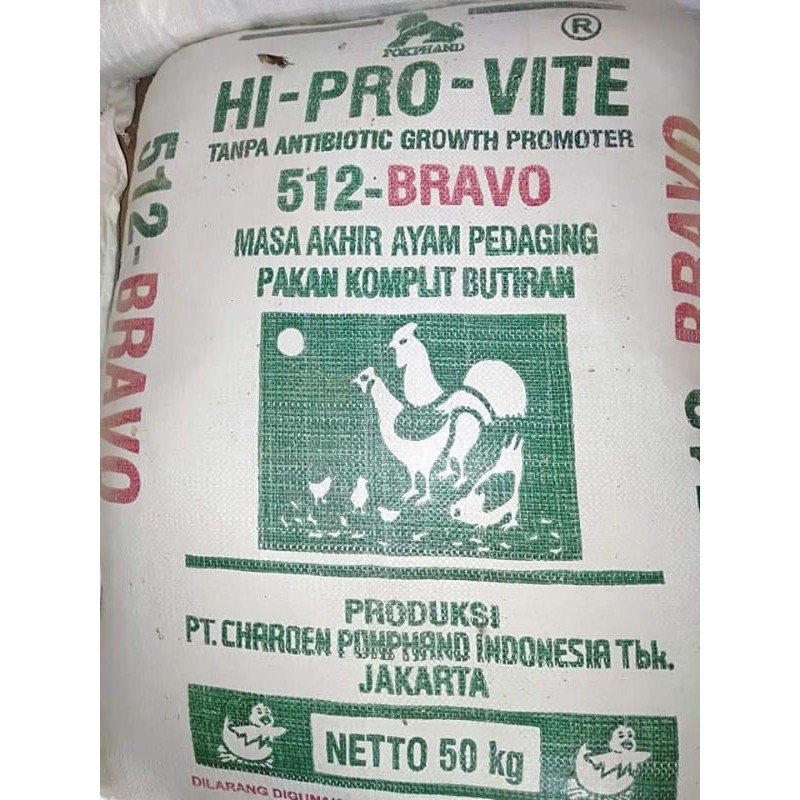 POKPHAND
®
HI-PRO-VITE
TANPA ANTIBIOTIC GROWTH PROMOTER
512-BRAVO
MASA AKHIR AYAM PEDAGING
PAKAN KOMPLIT BUTIRAN
512-BRAVO
BRAVO
PRODUKSI
PT. CHAROEN POKPHAND INDONESIA Tbk.
JAKARTA
NETTO 50 kg
DILARANG